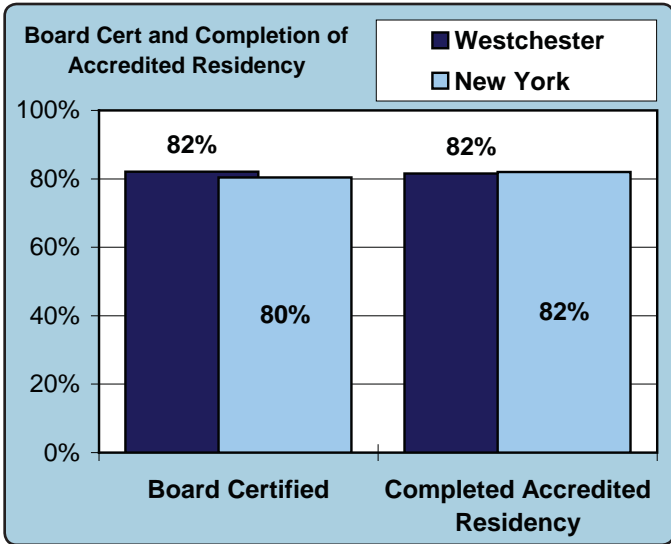 Board Cert and Completion of
Accredited Residency
Westchester
New York
100%
80%
60%
40%
20%
0%
82%
80%
82%
82%
Board Certified
Completed Accredited
Residency